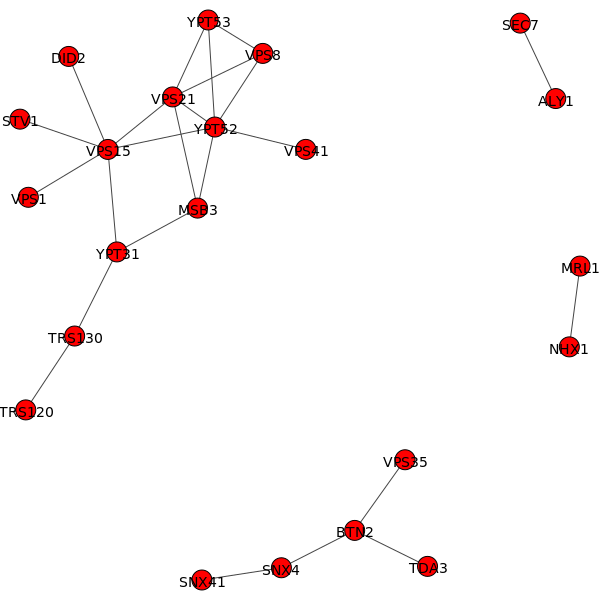 YPT53
SEC7
VPS8
DID2
VPS21
ALY1
STV1
YPT52
VPS15
VPS41
VPS1
MSB3
YPT31
MRL1
TRS130
NHX1
TRS120
VPS35
BTN2
SNX4
TDA3
SNX41